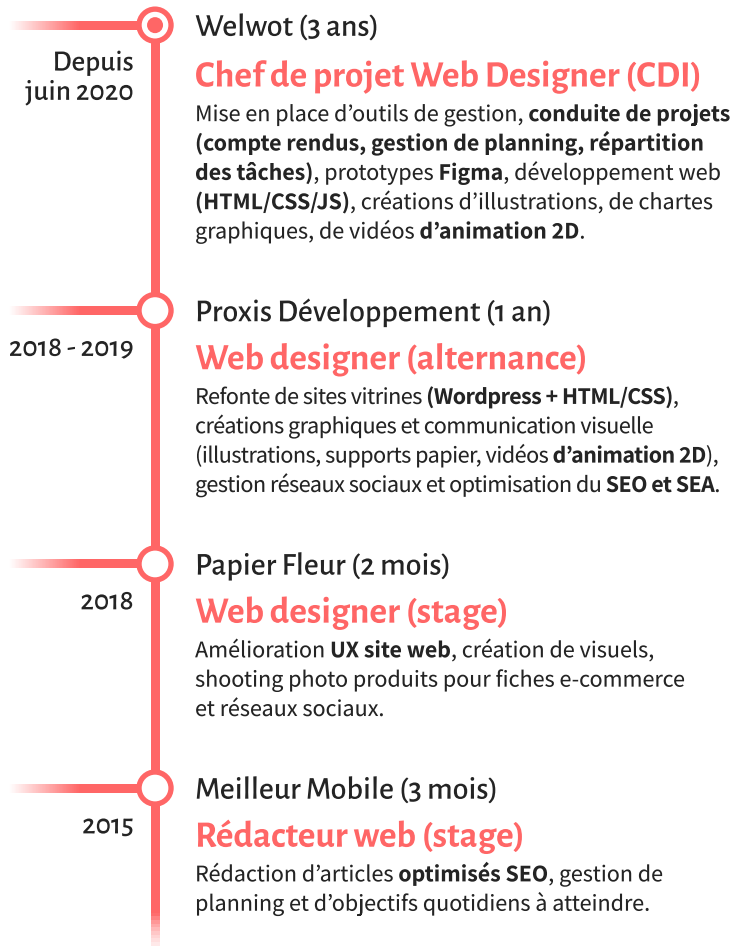 Welwot (3 ans)
Depuis
juin 2020
Chef de projet Web Designer (CDI)
Mise en place d’outils de gestion, conduite de projets
(compte rendus, gestion de planning, répartition
des tâches), prototypes Figma, développement web
(HTML/CSS/JS), créations d’illustrations, de chartes
graphiques, de vidéos d’animation 2D.
Proxis Développement (1 an)
2018 - 2019
Web designer (alternance)
Refonte de sites vitrines (Wordpress + HTML/CSS),
créations graphiques et communication visuelle
(illustrations, supports papier, vidéos d’animation 2D),
gestion réseaux sociaux et optimisation du SEO et SEA.
Papier Fleur (2 mois)
2018
Web designer (stage)
Amélioration UX site web, création de visuels,
shooting photo produits pour fiches e-commerce
et réseaux sociaux.
Meilleur Mobile (3 mois)
2015
Rédacteur web (stage)
Rédaction d’articles optimisés SEO, gestion de
planning et d’objectifs quotidiens à atteindre.